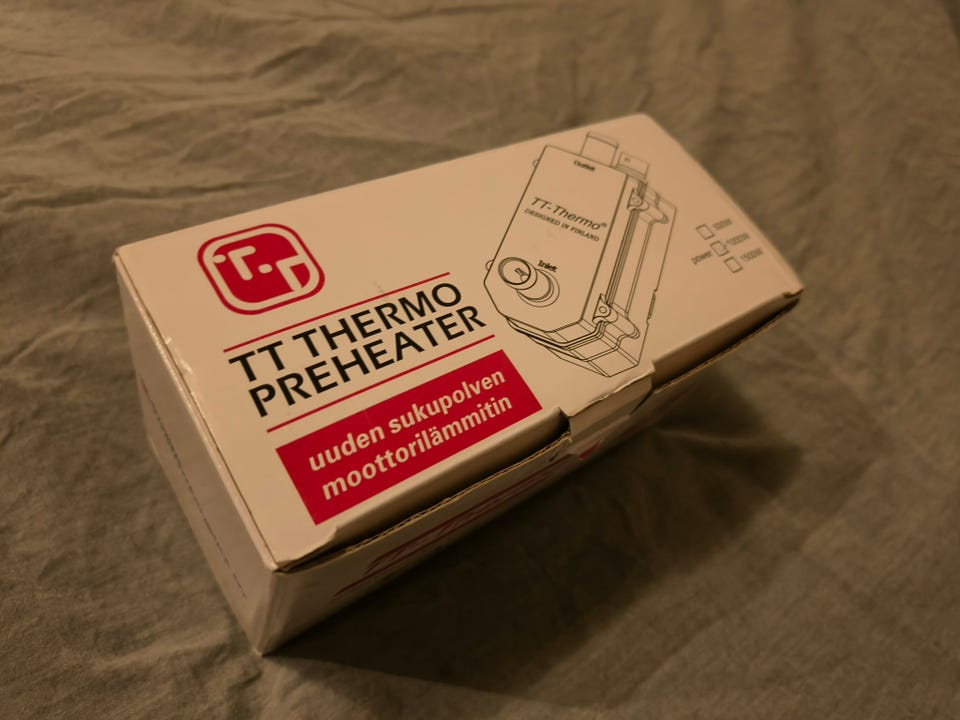 T-T
TT THERMO
PREHEATER
uuden sukupolven
moottorilämmitin
Outlet
TT-Thermo®
DESIGNED IN FINLAND
Inlet
power
500W
1000W
1500W